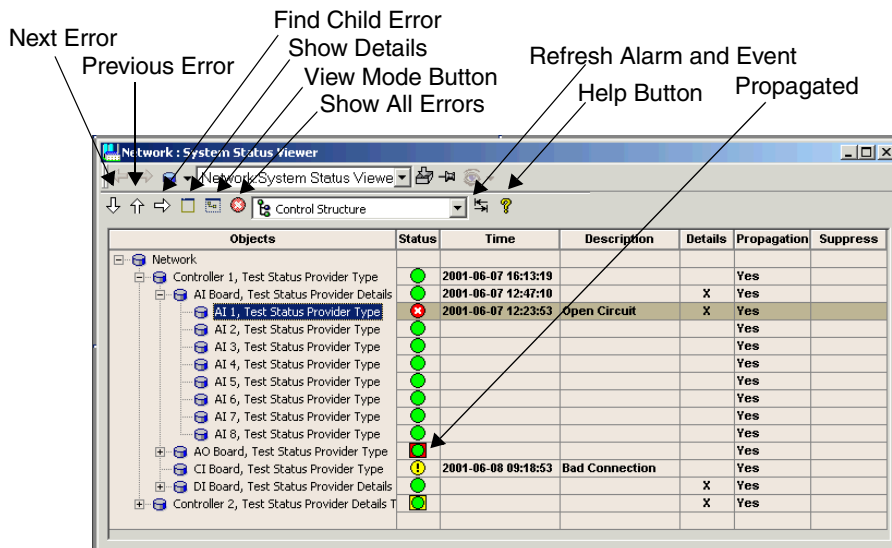 Find Child Error
Next Error
Show Details
Previous Error
View Mode Button
Refresh Alarm and Event
Show All Errors
Help Button
Propagated
Network : System Status Viewer
Network:System Status Viewe
Control Structure
Objects Status Time Description Details Propagation Suppress
Network
Controller 1, Test Status Provider Type 2001-06-07 16:13:19 Yes
AI Board, Test Status Provider Details 2001-06-07 12:47:10 X Yes
AI 1, Test Status Provider Type 2001-06-07 12:23:53 Open Circuit X Yes
AI 2, Test Status Provider Type Yes
AI 3, Test Status Provider Type Yes
AI 4, Test Status Provider Type Yes
AI 5, Test Status Provider Type Yes
AI 6, Test Status Provider Type Yes
AI 7, Test Status Provider Type Yes
AI 8, Test Status Provider Type Yes
AO Board, Test Status Provider Type Yes
CI Board, Test Status Provider Type 2001-06-08 09:18:53 Bad Connection Yes
DI Board, Test Status Provider Details X Yes
Controller 2, Test Status Provider Details T X Yes